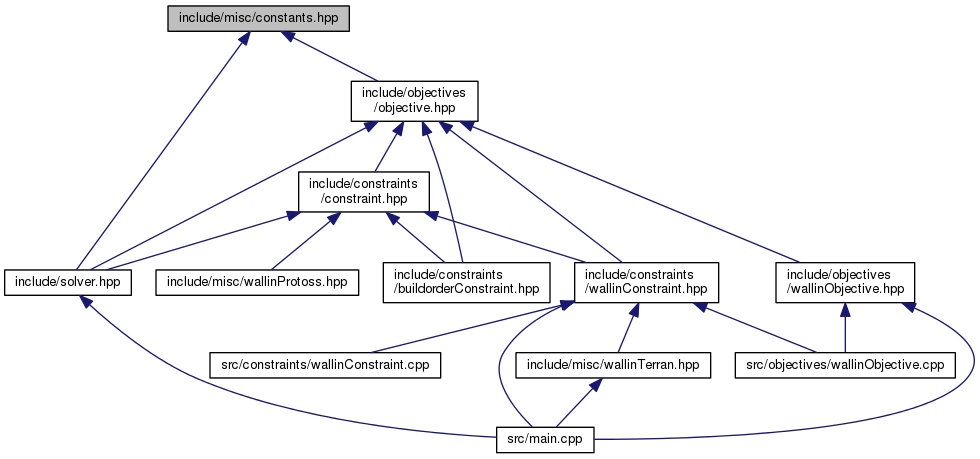 include/misc/constants.hpp
include/objectives
/objective.hpp
include/constraints
/constraint.hpp
include/solver.hpp
include/misc/wallinProtoss.hpp
include/constraints
/buildorderConstraint.hpp
include/constraints
/wallinConstraint.hpp
include/objectives
/wallinObjective.hpp
src/constraints/wallinConstraint.cpp
include/misc/wallinTerran.hpp
src/objectives/wallinObjective.cpp
src/main.cpp